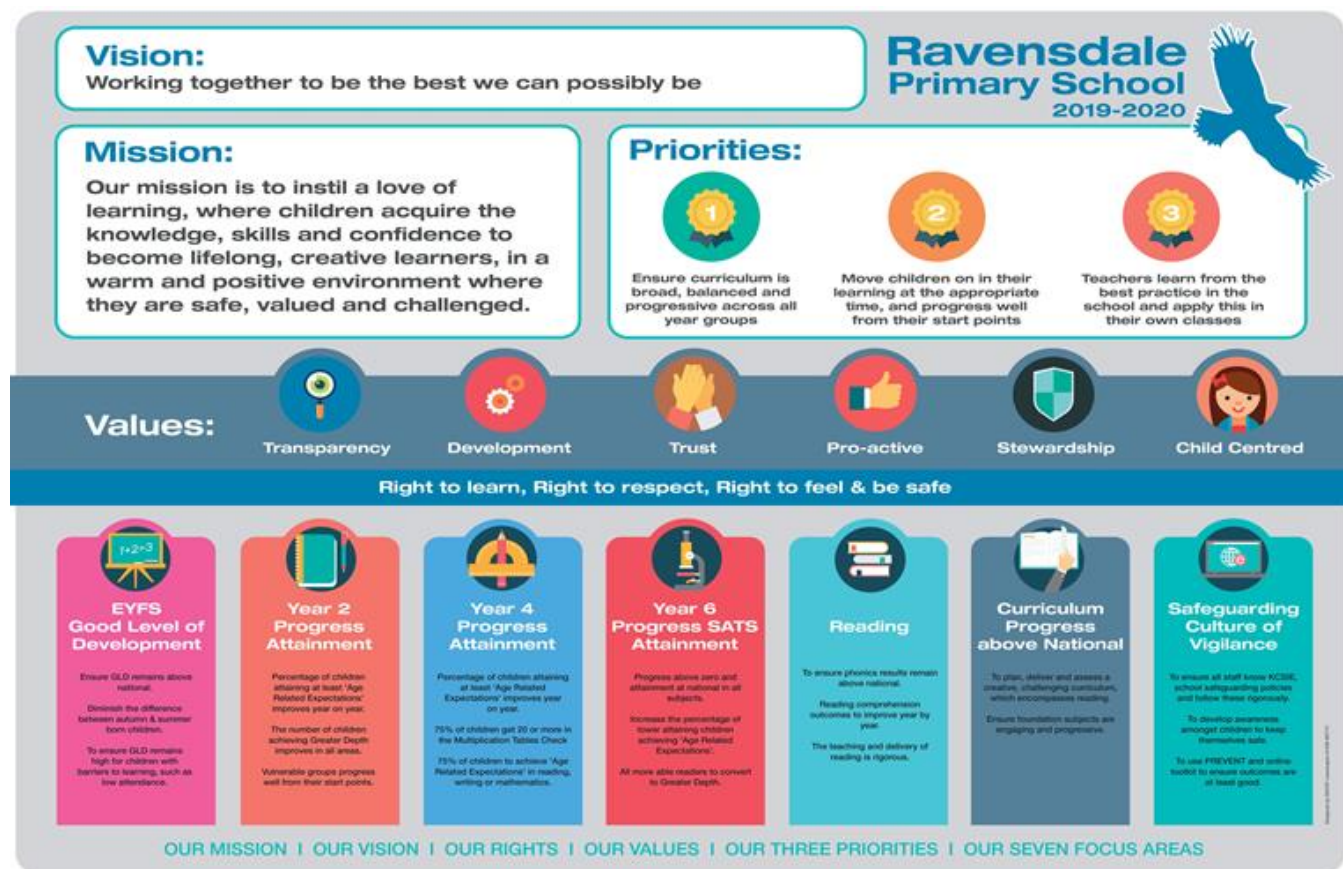 Vision:
Working together to be the best we can possibly be
Ravensdale
Primary School
2019-2020
Mission:
Our mission is to instil a love of
learning, where children acquire the
knowledge, skills and confidence to
become lifelong, creative learners, in a
warm and positive environment where
they are safe, valued and challenged.
Priorities:
1
Ensure curriculum is
broad, balanced and
progressive across all
year groups
2
Move children on in their
learning at the appropriate
time, and progress well
from their start points
3
Teachers learn from the
best practice in the
school and apply this in
their own classes
Values:
Transparency
Development
Trust
Pro-active
Stewardship
Child Centred
Right to learn, Right to respect, Right to feel & be safe
1+2=3
EYFS
Good Level of
Development
Ensure GLD remains above
national.
Diminish the difference
between autumn & summer
born children.
To ensure GLD remains
high for children with
barriers to learning, such as
low attendance.
Year 2
Progress
Attainment
Percentage of children
attaining at least 'Age
Related Expectations'
improves year on year.
The number of children
achieving Greater Depth
improves in all areas.
Vulnerable groups progress
well from their start points.
Year 4
Progress
Attainment
Percentage of children attaining
at least 'Age Related
Expectations' improves year
on year.
75% of children get 20 or more in
the Multiplication Tables Check
75% of children to achieve 'Age
Related Expectations' in reading,
writing or mathematics.
Year 6
Progress SATS
Attainment
Progress above zero and
attainment at national in all
subjects.
Increase the percentage of
lower attaining children
achieving 'Age Related
Expectations'.
All more able readers to convert
to Greater Depth.
Reading
To ensure phonics results remain
above national.
Reading comprehension
outcomes to improve year by
year.
The teaching and delivery of
reading is rigorous.
Curriculum
Progress
above National
To plan, deliver and assess a
creative, challenging curriculum,
which encompasses reading.
Ensure foundation subjects are
engaging and progressive.
Safeguarding
Culture of
Vigilance
To ensure all staff know KCSIE,
school safeguarding policies
and follow these rigorously.
To develop awareness
amongst children to keep
themselves safe.
To use PREVENT and online
toolkit to ensure outcomes are
at least good.
OUR MISSION I OUR VISION I OUR RIGHTS I OUR VALUES I OUR THREE PRIORITIES I OUR SEVEN FOCUS AREAS